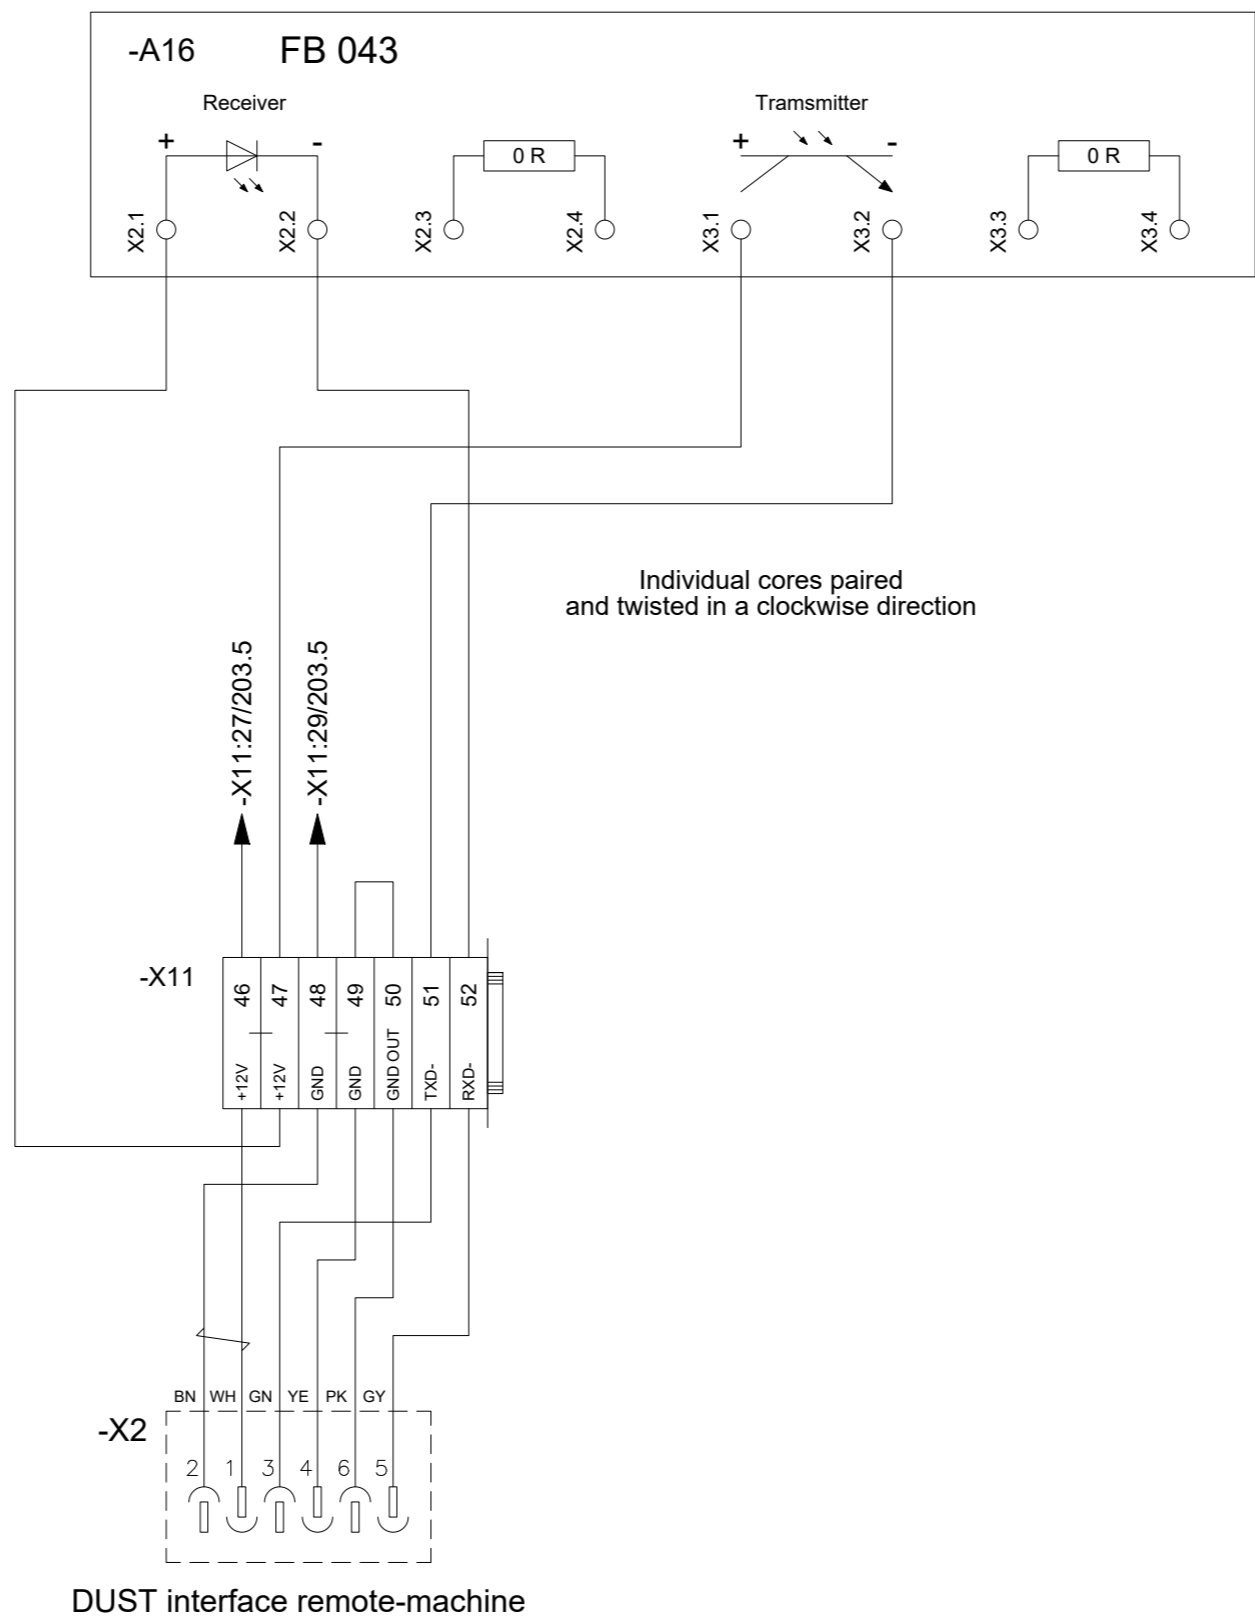 -A16 FB 043
Receiver Tramsmitter
+ - 0 R + - 0 R
X2.1 X2.2 X2.3 X2.4 X3.1 X3.2 X3.3 X3.4
Individual cores paired
and twisted in a clockwise direction
-X11:27/203.5 -X11:29/203.5
-X11 46 47 48 49 50 51 52
+12V +12V GND GND GND OUT TXD- RXD-
BN WH GN YE PK GY
-X2
2 1 3 4 6 5
DUST interface remote-machine